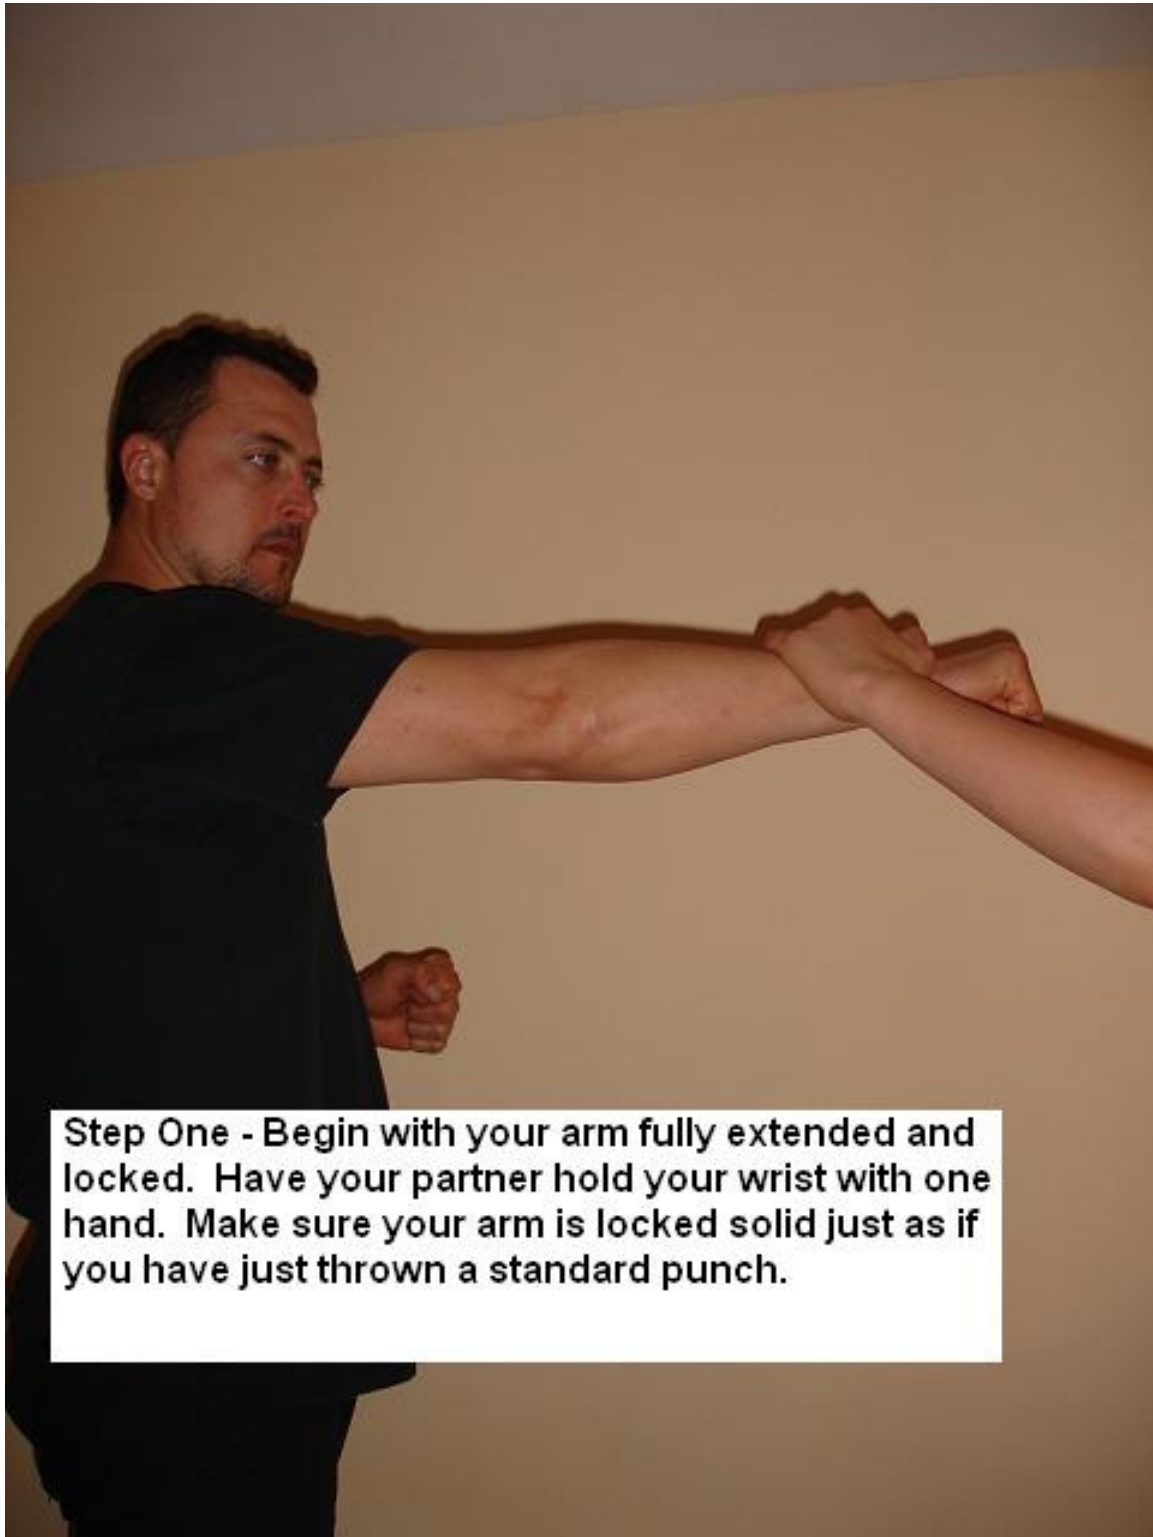 Step One - Begin with your arm fully extended and
locked.  Have your partner hold your wrist with one
hand.  Make sure your arm is locked solid just as if
you have just thrown a standard punch.